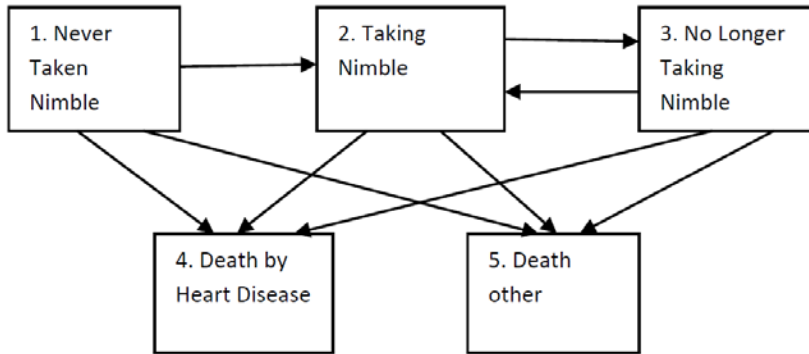 1. Never
Taken
Nimble
2. Taking
Nimble
3. No Longer
Taking
Nimble
4. Death by
Heart Disease
5. Death
other